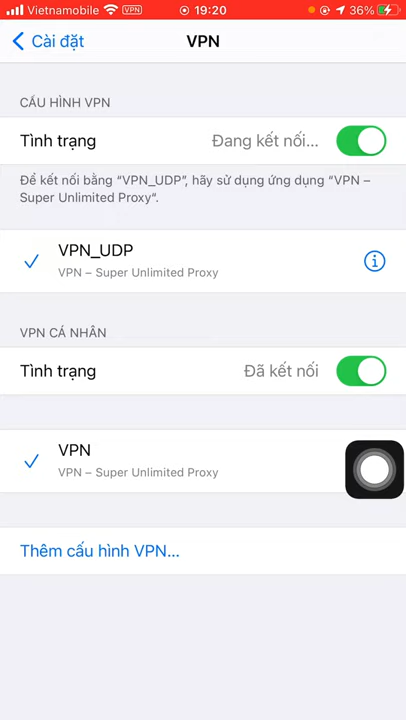 Vietnamobile VPN 19:20 36%
Cài đặt VPN
CẤU HÌNH VPN
Tình trạng Đang kết nối...
Để kết nối bằng “VPN_UDP”, hãy sử dụng ứng dụng “VPN –
Super Unlimited Proxy”.
VPN_UDP
VPN – Super Unlimited Proxy
VPN CÁ NHÂN
Tình trạng Đã kết nối
VPN
VPN – Super Unlimited Proxy
Thêm cấu hình VPN...